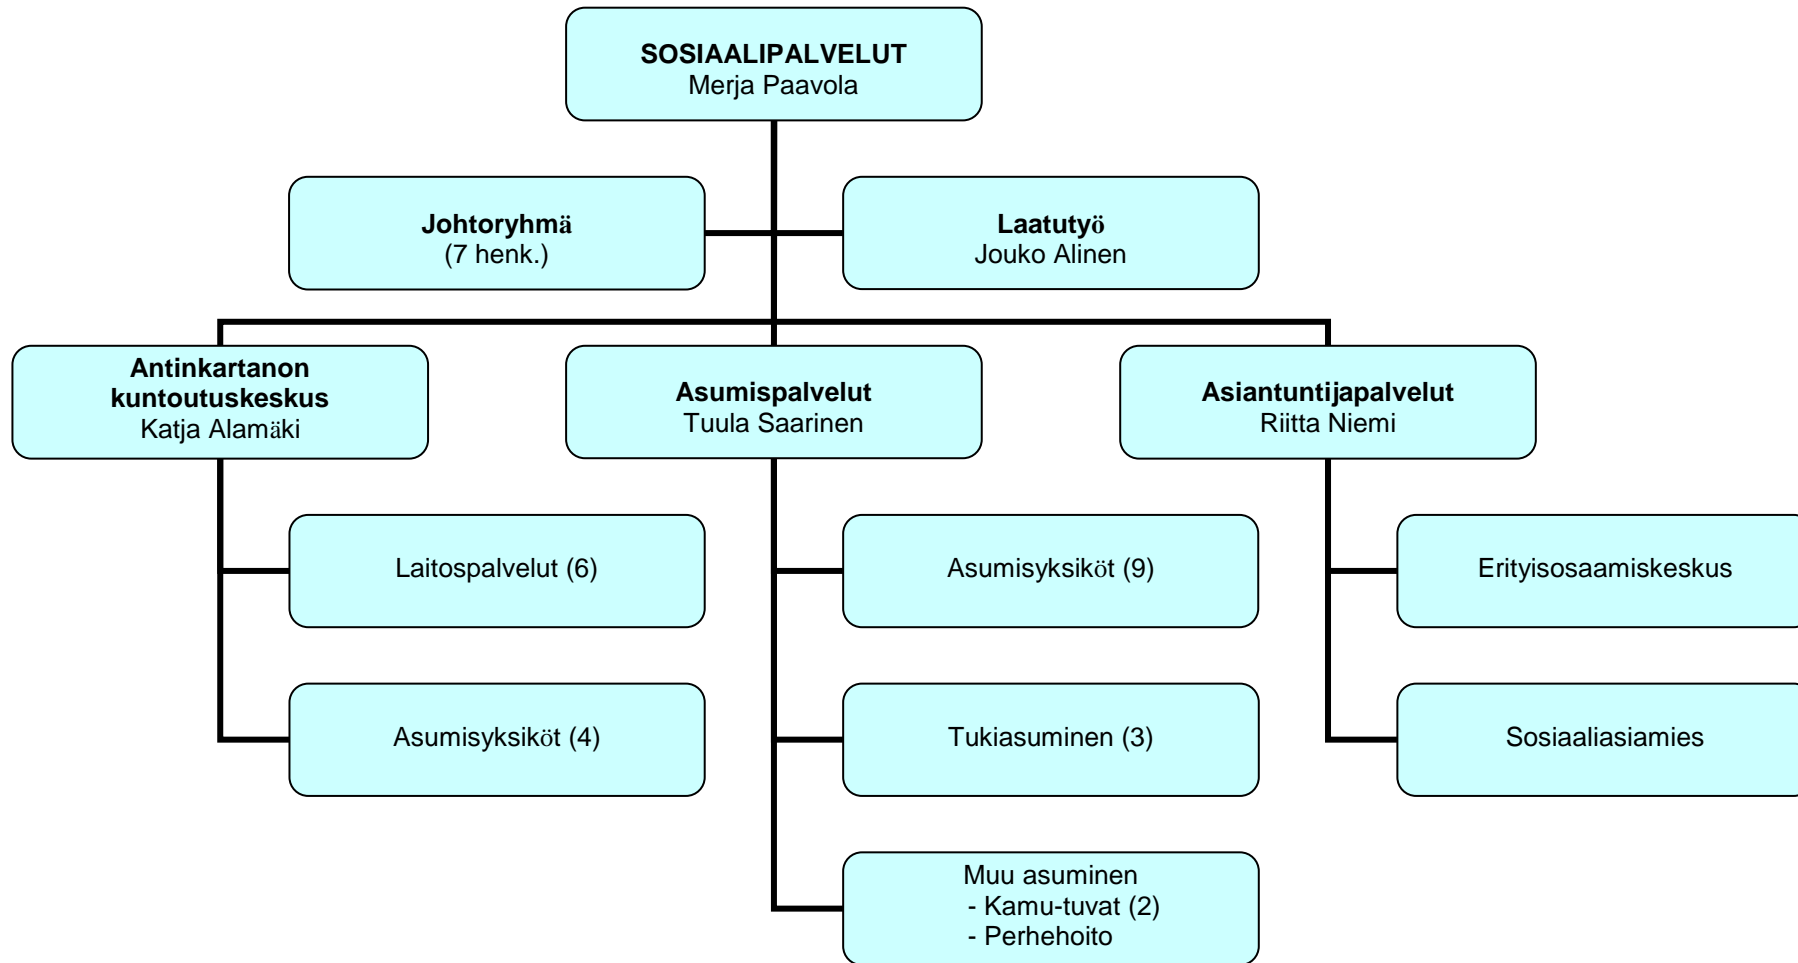 SOSIAALIPALVELUT
Merja Paavola
Johtoryhmä
(7 henk.)
Laatutyö
Jouko Alinen
Antinkartanon
kuntoutuskeskus
Katja Alamäki
Asumispalvelut
Tuula Saarinen
Asiantuntijapalvelut
Riitta Niemi
Laitospalvelut (6)
Asumisyksiköt (9)
Erityisosaamiskeskus
Asumisyksiköt (4)
Tukiasuminen (3)
Sosiaaliasiamies
Muu asuminen
- Kamu-tuvat (2)
- Perhehoito